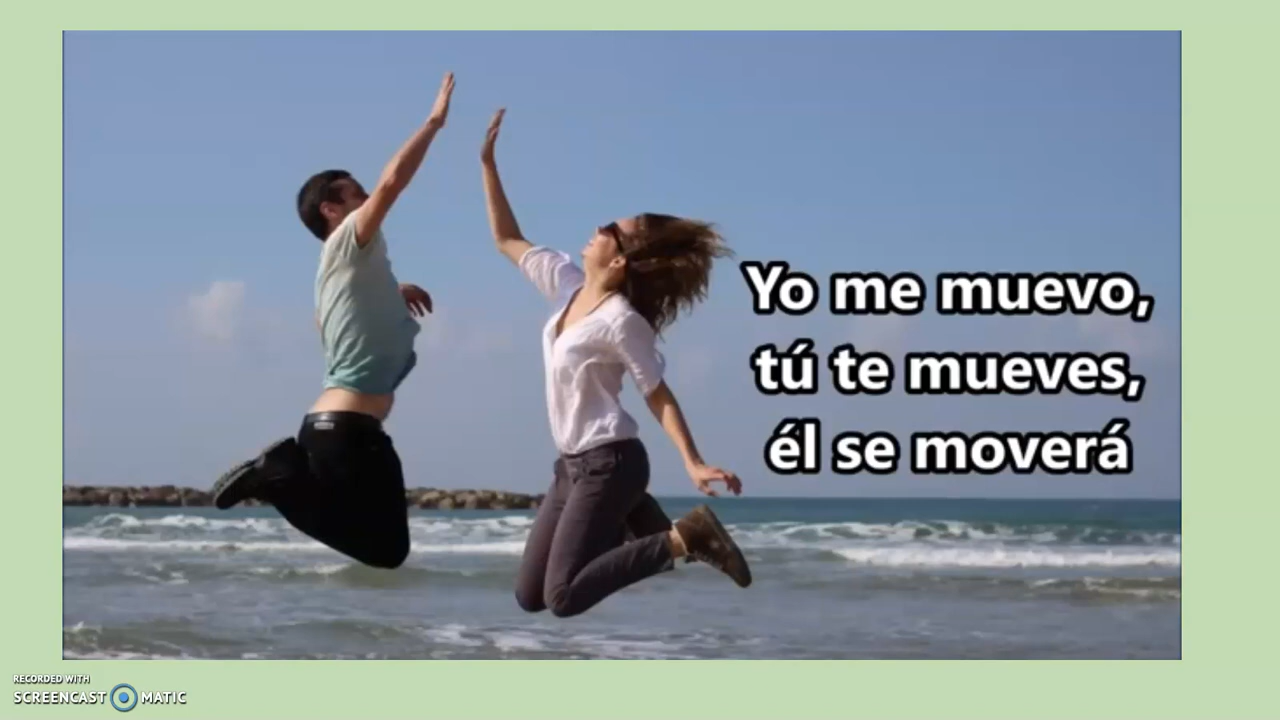 Yo me muevo,
tú te mueves,
él se moverá
RECORDED WITH
SCREENCAST MATIC